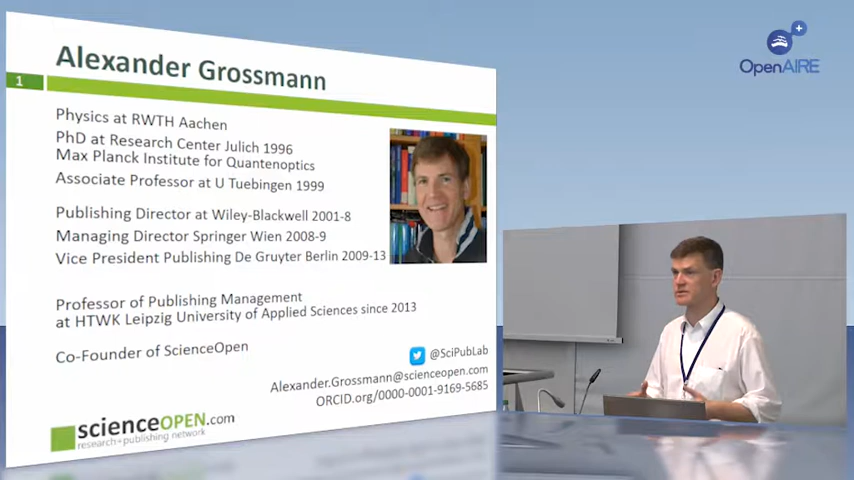 OpenAIRE
Alexander Grossmann
1
Physics at RWTH Aachen
PhD at Research Center Julich 1996
Max Planck Institute for Quantenoptics
Associate Professor at U Tuebingen 1999
Publishing Director at Wiley-Blackwell 2001-8
Managing Director Springer Wien 2008-9
Vice President Publishing De Gruyter Berlin 2009-13
Professor of Publishing Management
at HTWK Leipzig University of Applied Sciences since 2013
Co-Founder of ScienceOpen
@SciPubLab
Alexander.Grossmann@scienceopen.com
ORCID.org/0000-0001-9169-5685
scienceOPEN.com
research+publishing network